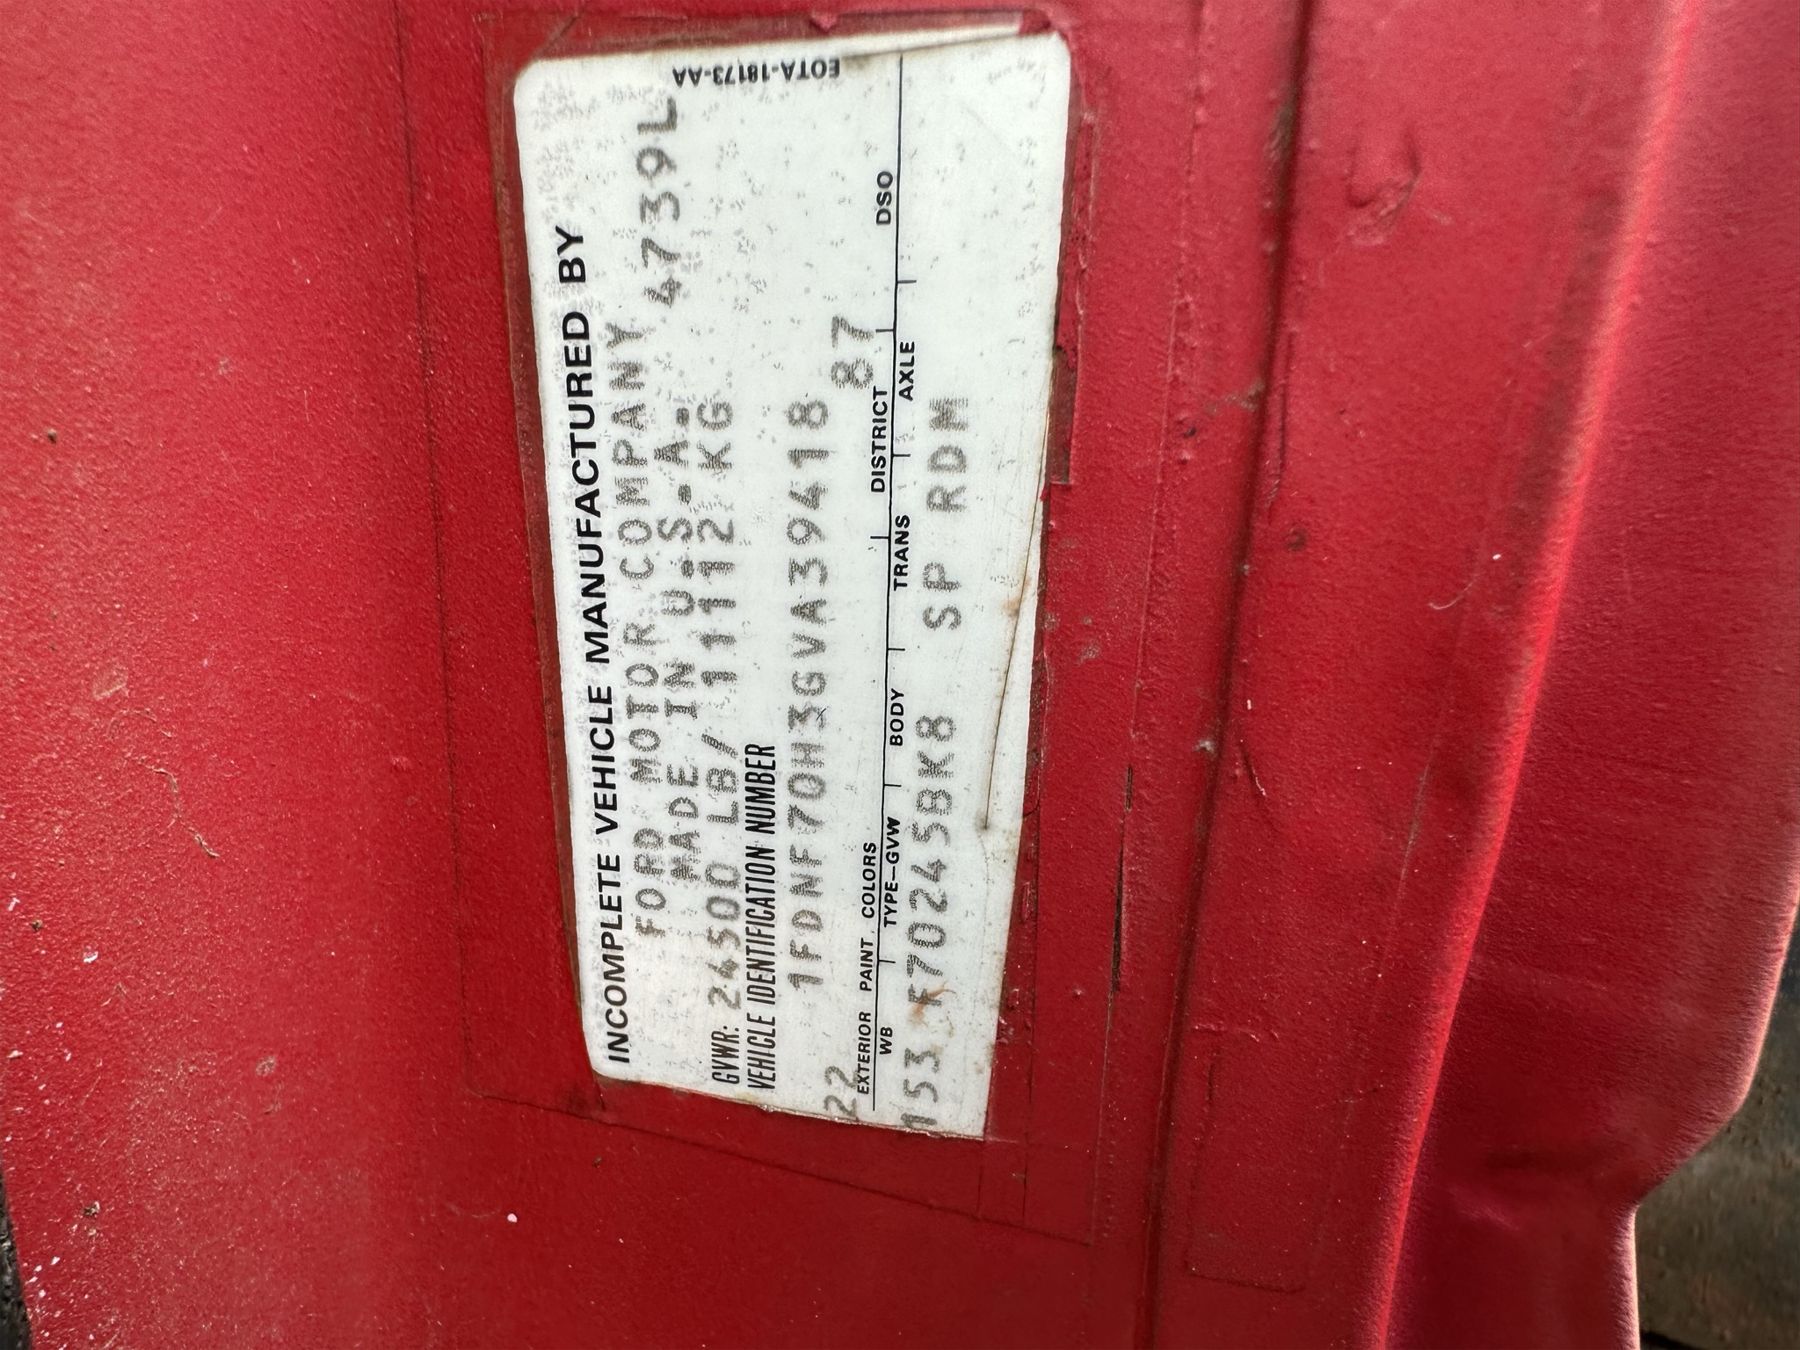 EOTA-18173-AA
INCOMPLETE VEHICLE MANUFACTURED BY
FORD MOTOR COMPANY 4739L
MADE IN U.S.A.
GVWR: 24500 LB/ 11112 KG
VEHICLE IDENTIFICATION NUMBER
1FDNF70H3GVA39418
22 87
EXTERIOR PAINT COLORS DISTRICT DSO
WB TYPE-GVW BODY TRANS AXLE
153 F70245BK8 SP RDM